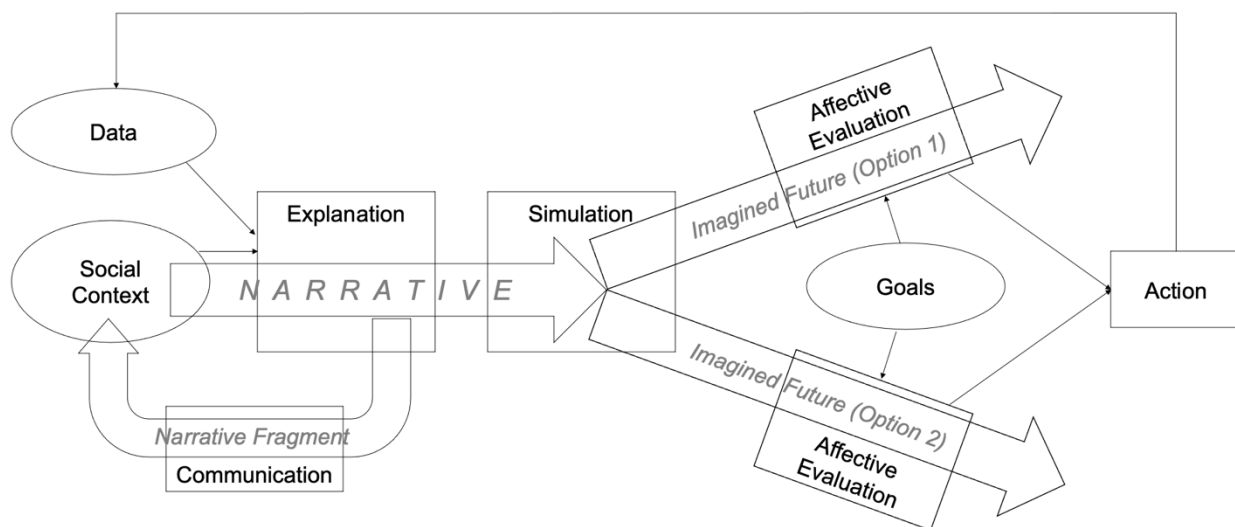 Data
Social
Context
Explanation
Simulation
N A R R A T I V E
Narrative Fragment
Communication
Affective
Evaluation
Imagined Future (Option 1)
Goals
Action
Imagined Future (Option 2)
Affective
Evaluation